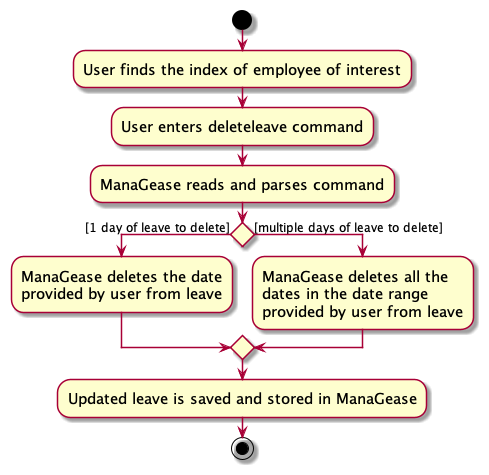 User finds the index of employee of interest
User enters deleteleave command
ManaGease reads and parses command
[1 day of leave to delete]
[multiple days of leave to delete]
ManaGease deletes the date
provided by user from leave
ManaGease deletes all the
dates in the date range
provided by user from leave
Updated leave is saved and stored in ManaGease